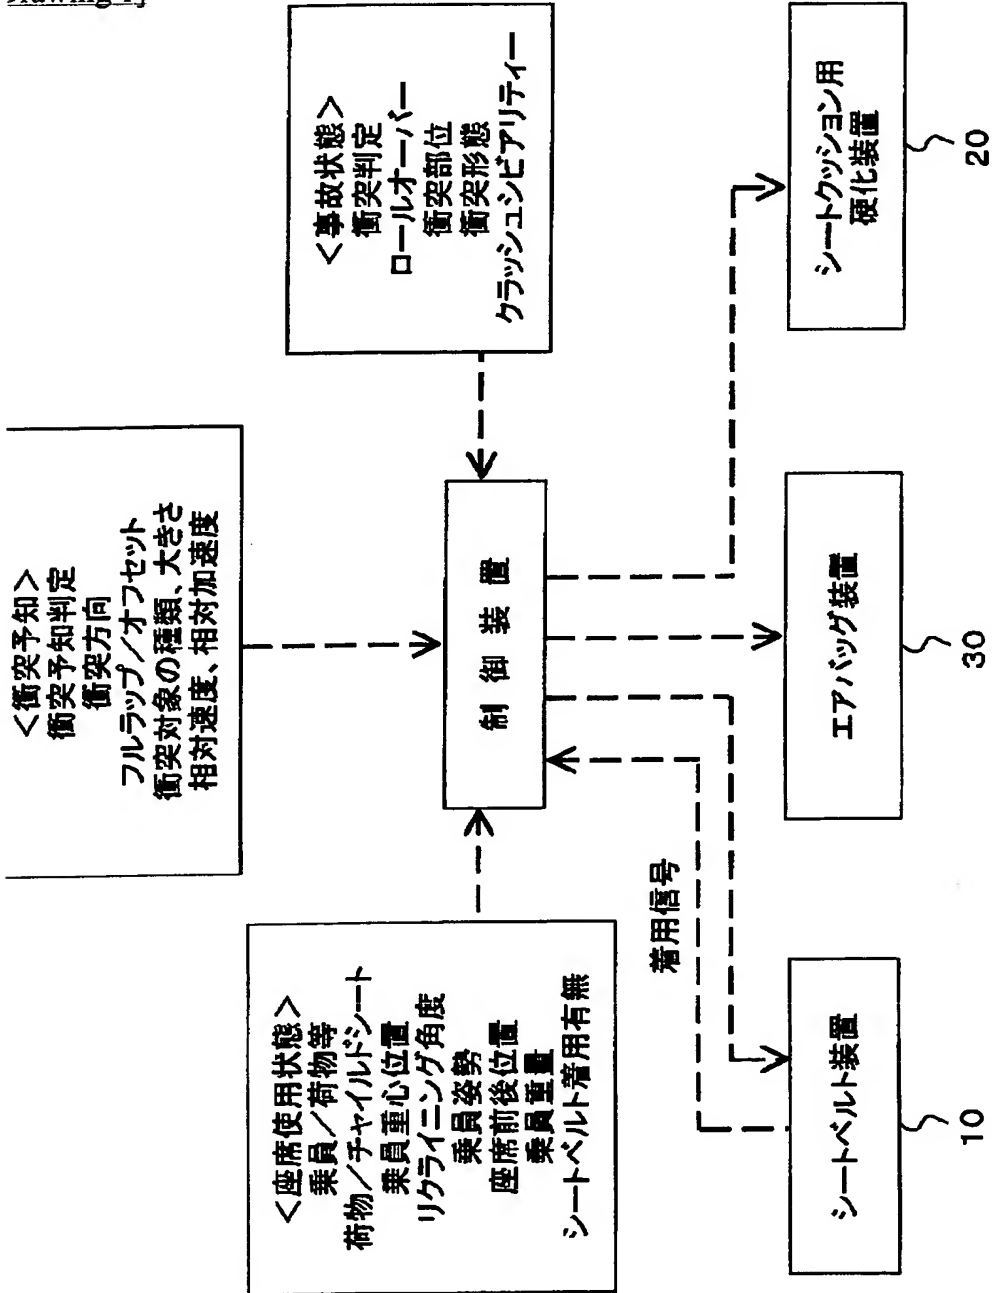 <衝突予知>
衝突予知判定
衝突方向
フルラップ／オフセット
衝突対象の種類、大きさ
相対速度、相対加速度
<座席使用状態>
乗員／荷物等
荷物／チャイルドシート
乗員重心位置
リクライニング角度
乗員姿勢
座席前後位置
乗員重量
シートベルト着用有無
制御装置
<事故状態>
衝突判定
ロールオーバー
衝突部位
衝突形態
クラッシュシビアリティー
着用信号
シートベルト装置
10
エアバッグ装置
30
シートクッション用
硬化装置
20